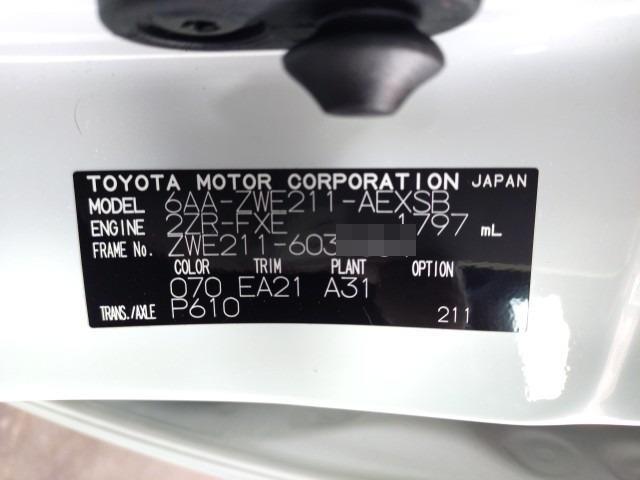 TOYOTA MOTOR CORPORATION JAPAN
MODEL 6AA-ZWE211-AEXSB
ENGINE 2ZR-FXE 1797 mL
FRAME No. ZWE211-603
COLOR TRIM PLANT OPTION
070 EA21 A31
TRANS./AXLE P610 211